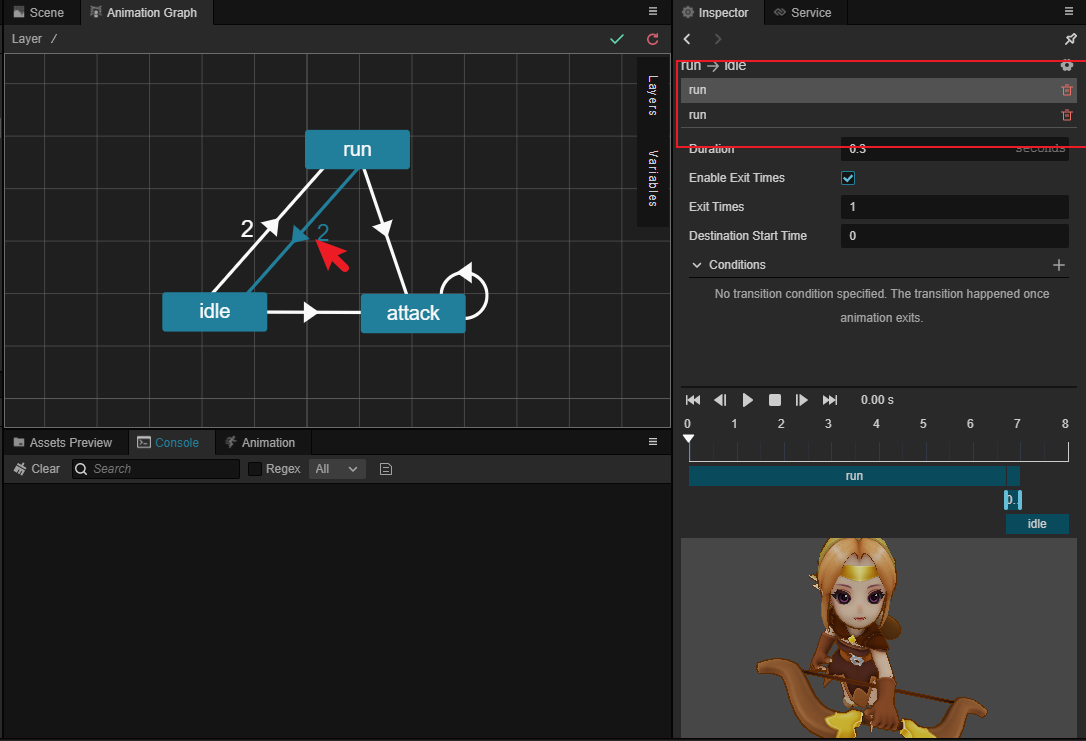 Scene Animation Graph
Layer /
run
2
2
idle
attack
Layers
Variables
Assets Preview Console Animation
Clear Search Regex All
Inspector Service
run → idle
run
run
Duration 0.3 seconds
Enable Exit Times
Exit Times 1
Destination Start Time 0
Conditions
No transition condition specified. The transition happened once
animation exits.
0.00 s
0 1 2 3 4 5 6 7 8
run
0..
idle